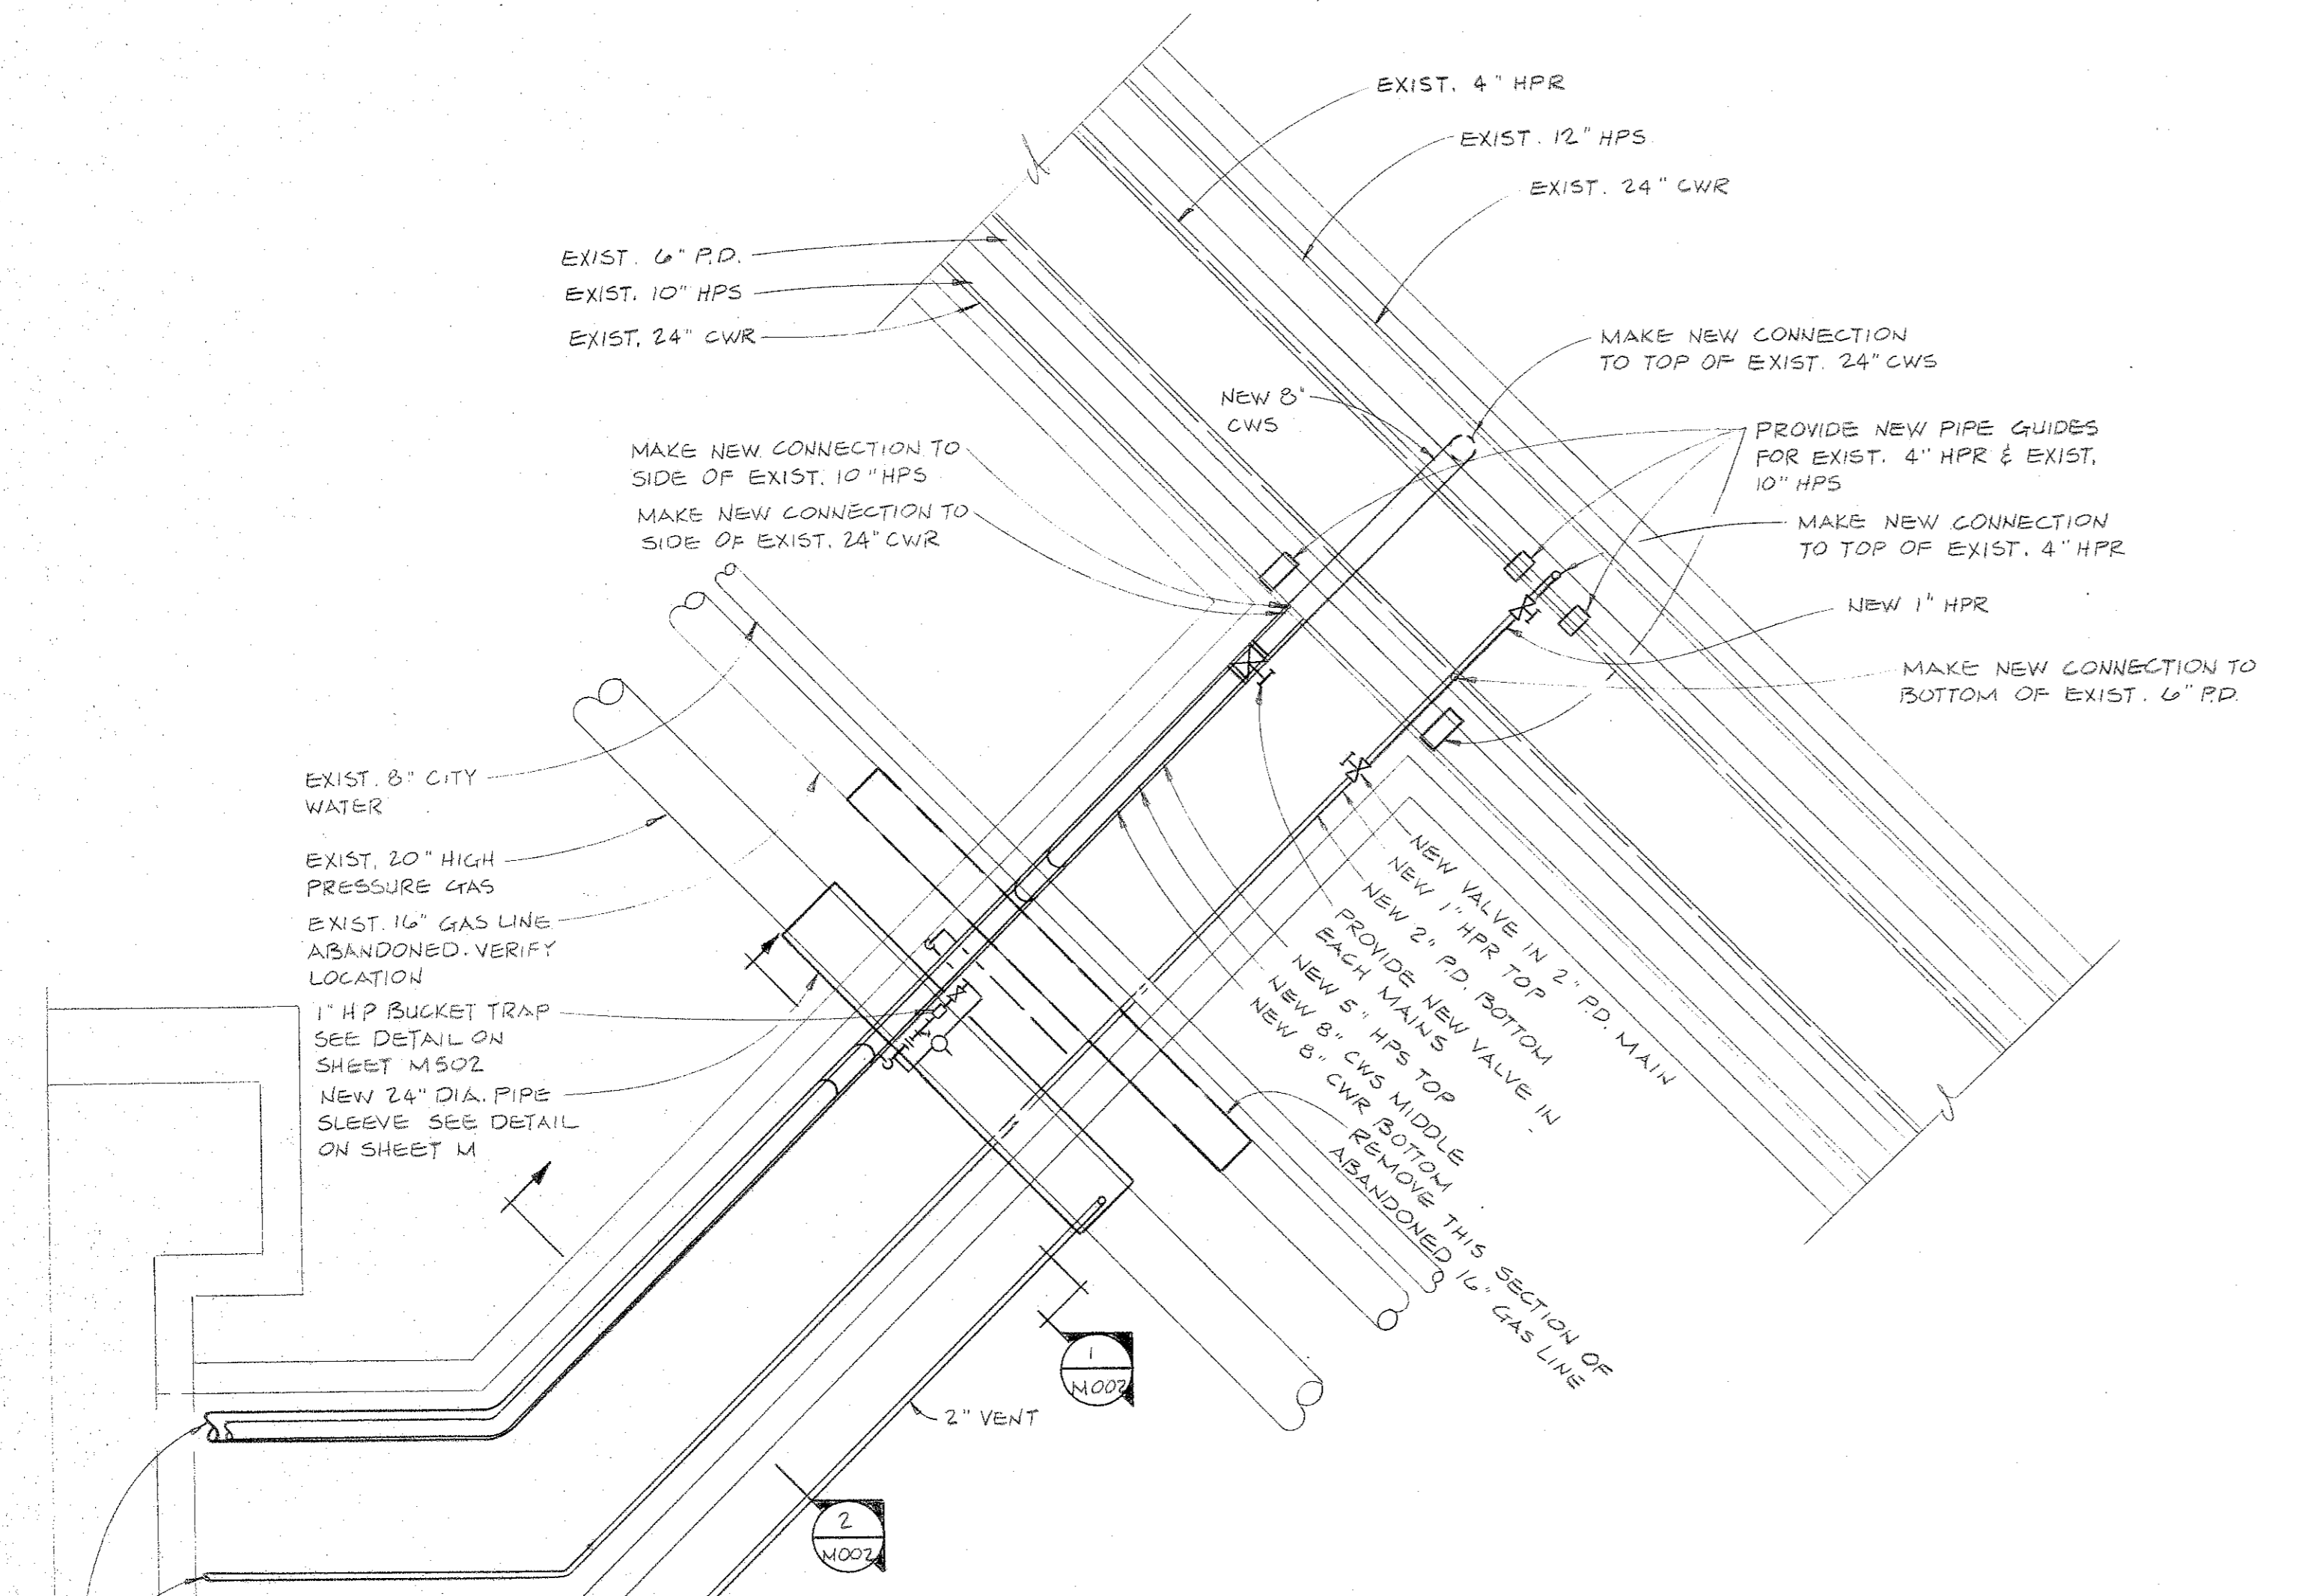 EXIST. 4" HPR
EXIST. 12" HPS
EXIST. 24" CWR
EXIST. 6" P.D.
EXIST. 10" HPS
EXIST. 24" CWR
MAKE NEW CONNECTION
TO TOP OF EXIST. 24" CWS
NEW 8"
CWS
PROVIDE NEW PIPE GUIDES
FOR EXIST. 4" HPR & EXIST.
10" HPS
MAKE NEW CONNECTION TO
SIDE OF EXIST. 10" HPS
MAKE NEW CONNECTION TO
SIDE OF EXIST. 24" CWR
MAKE NEW CONNECTION
TO TOP OF EXIST. 4" HPR
NEW 1" HPR
MAKE NEW CONNECTION TO
BOTTOM OF EXIST. 6" P.D.
EXIST. 8" CITY
WATER
EXIST. 20" HIGH
PRESSURE GAS
EXIST. 16" GAS LINE
ABANDONED. VERIFY
LOCATION
1" HP BUCKET TRAP
SEE DETAIL ON
SHEET M502
NEW 24" DIA. PIPE
SLEEVE SEE DETAIL
ON SHEET M
NEW VALVE IN 2" P.D. MAIN
NEW 1" HPR TOP
NEW 2" P.D. BOTTOM
PROVIDE NEW VALVE IN
EACH MAINS
NEW 5" HPS TOP
NEW 8" CWS MIDDLE
NEW 8" CWR BOTTOM
REMOVE THIS SECTION OF
ABANDONED 16" GAS LINE
1
M002
2" VENT
2
M002